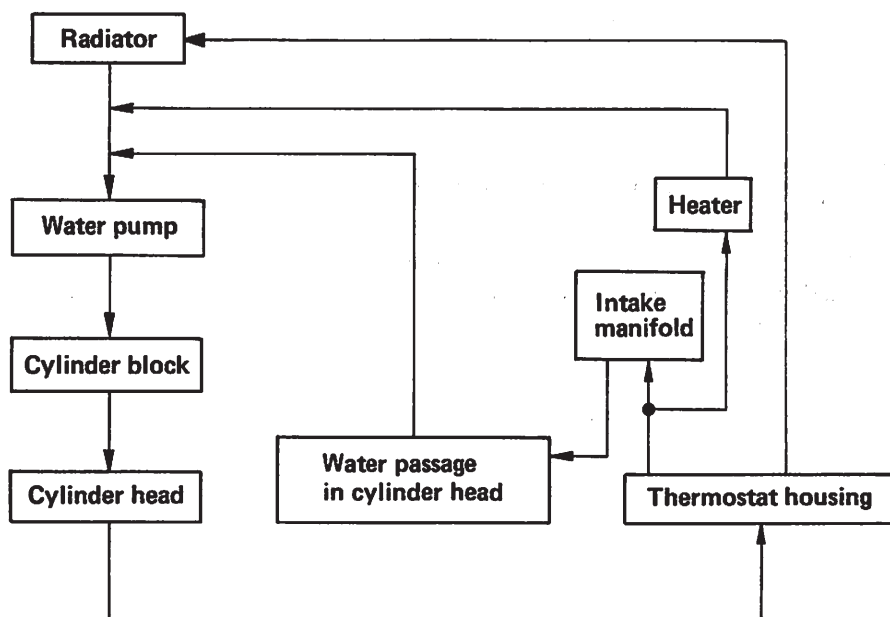 Radiator
Water pump
Heater
Intake
manifold
Cylinder block
Water passage
in cylinder head
Cylinder head
Thermostat housing